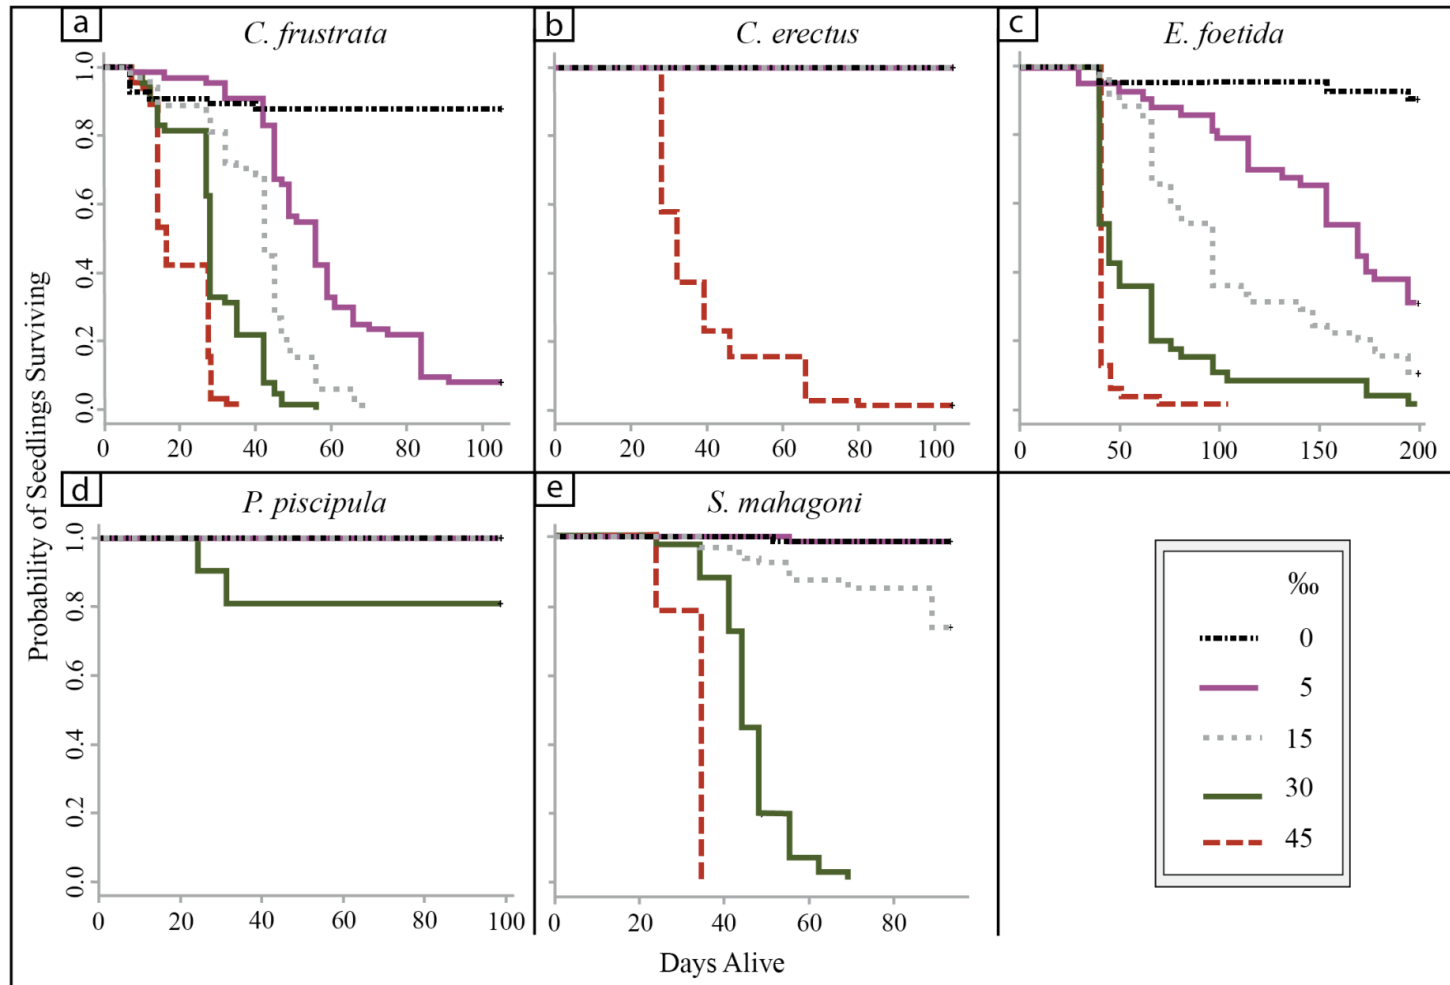 a
C. frustrata
b
C. erectus
c
E. foetida
Probability of Seedlings Surviving
1.0
0.8
0.6
0.4
0.2
0.0
0 20 40 60 80 100
0 20 40 60 80 100
0 50 100 150 200
d
P. piscipula
e
S. mahagoni
1.0
0.8
0.6
0.4
0.2
0.0
0 20 40 60 80 100
0 20 40 60 80
Days Alive
‰
0
5
15
30
45